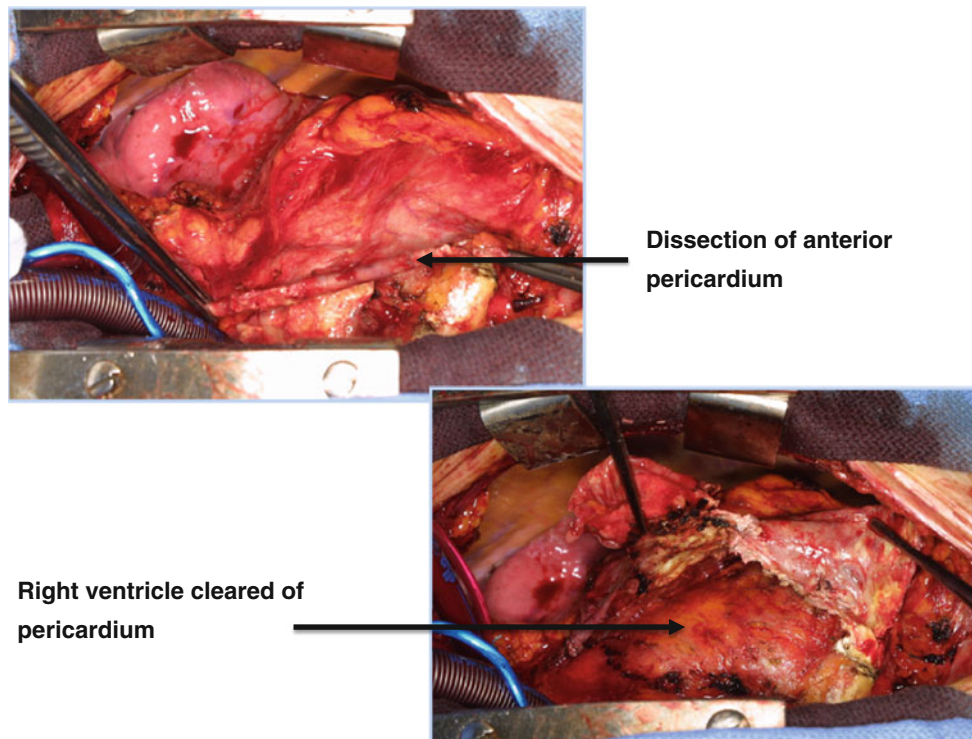 Dissection of anterior
pericardium
Right ventricle cleared of
pericardium